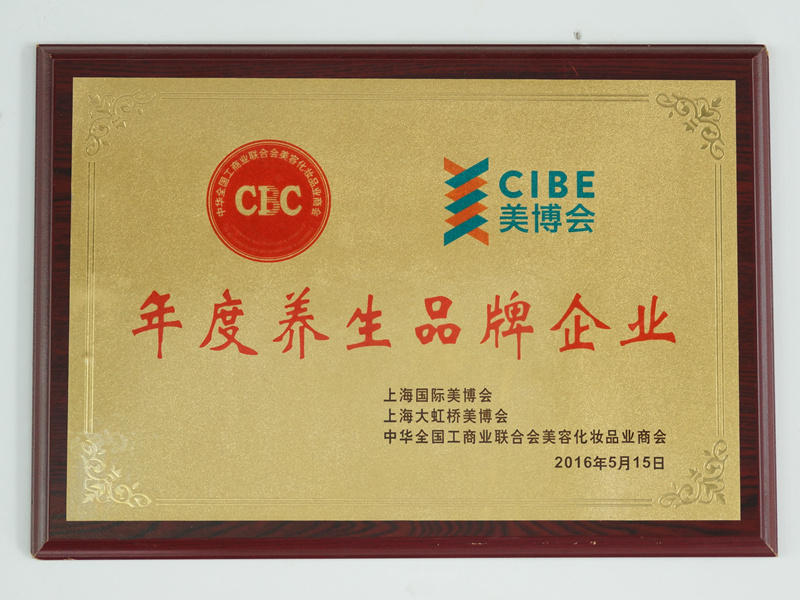 中华全国工商业联合会美容化妆品业商会
CBC
CIBE
美博会
年度养生品牌企业
上海国际美博会
上海大虹桥美博会
中华全国工商业联合会美容化妆品业商会
2016年5月15日